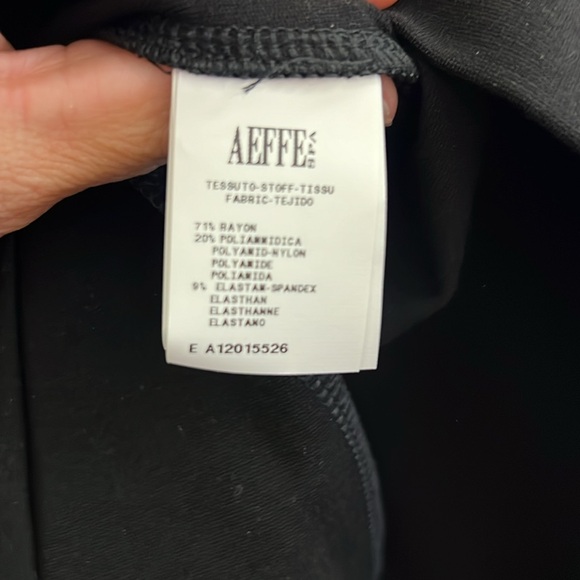 AEFFE SPA
TESSUTO-STOFF-TISSU
FABRIC-TEJIDO
71% RAYON
20% POLIAMMIDICA
POLYAMID-NYLON
POLYAMIDE
POLIAMIDA
9% ELASTAM-SPANDEX
ELASTHAN
ELASTHANNE
ELASTANO
E A12015526